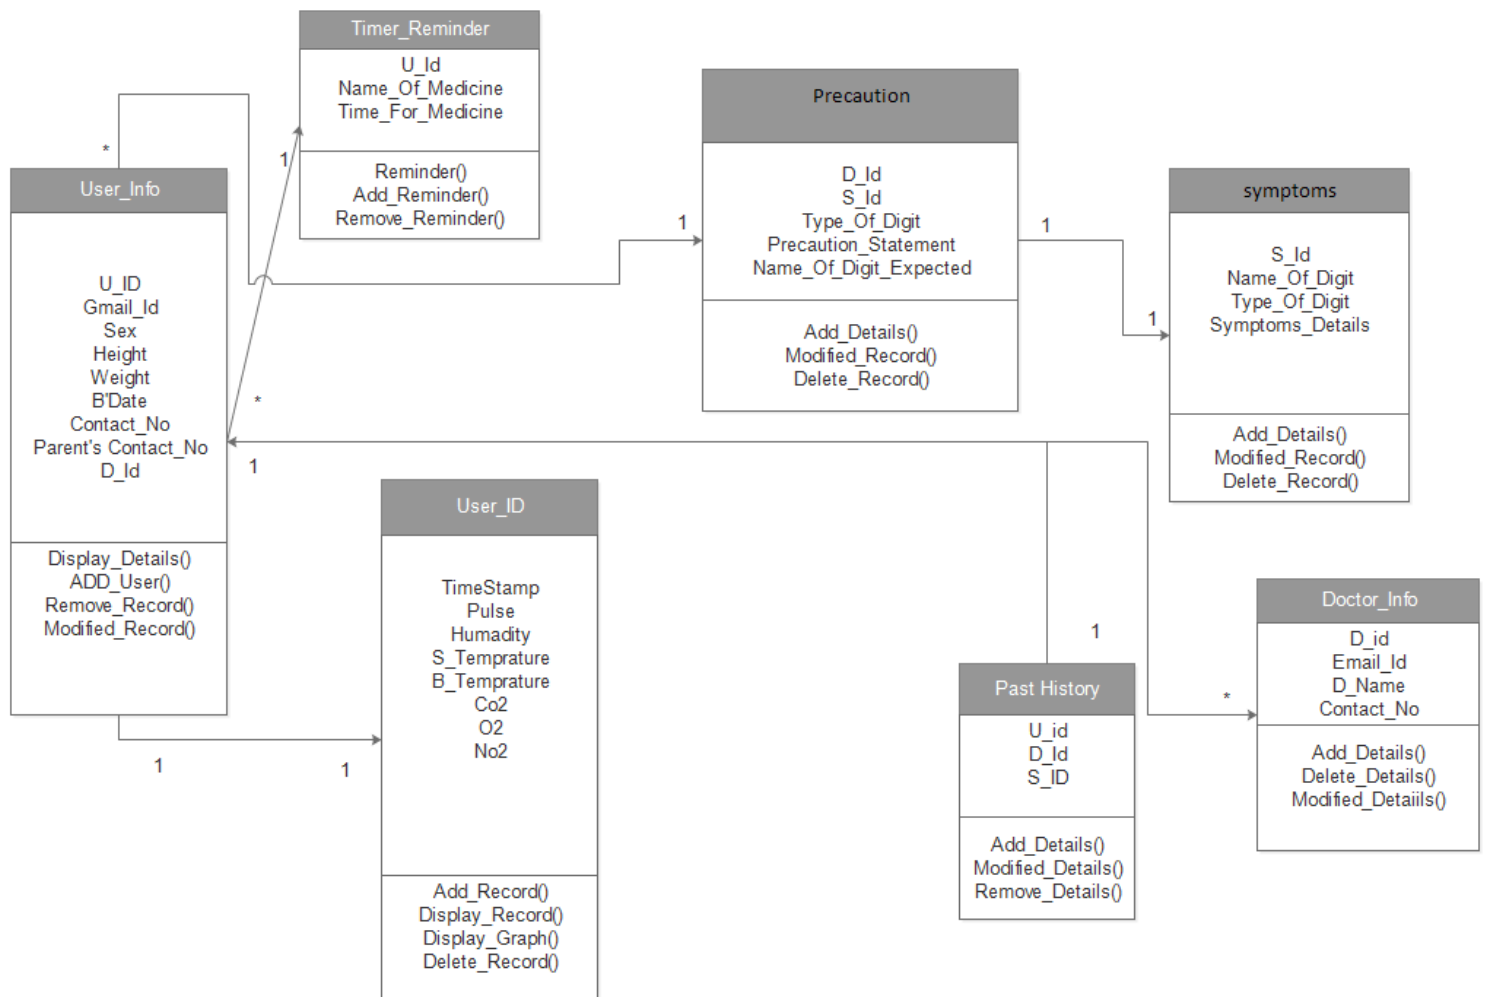 Timer_Reminder
U_Id
Name_Of_Medicine
Time_For_Medicine
Reminder()
Add_Reminder()
Remove_Reminder()
*
1
User_Info
U_ID
Gmail_Id
Sex
Height
Weight
B'Date
Contact_No
Parent's Contact_No
D_Id
Display_Details()
ADD_User()
Remove_Record()
Modified_Record()
*
1
1
1
User_ID
TimeStamp
Pulse
Humadity
S_Temprature
B_Temprature
Co2
O2
No2
Add_Record()
Display_Record()
Display_Graph()
Delete_Record()
1
Precaution
D_Id
S_Id
Type_Of_Digit
Precaution_Statement
Name_Of_Digit_Expected
Add_Details()
Modified_Record()
Delete_Record()
1
1
symptoms
S_Id
Name_Of_Digit
Type_Of_Digit
Symptoms_Details
Add_Details()
Modified_Record()
Delete_Record()
1
Past History
U_id
D_Id
S_ID
Add_Details()
Modified_Details()
Remove_Details()
*
Doctor_Info
D_id
Email_Id
D_Name
Contact_No
Add_Details()
Delete_Details()
Modified_Detaiils()